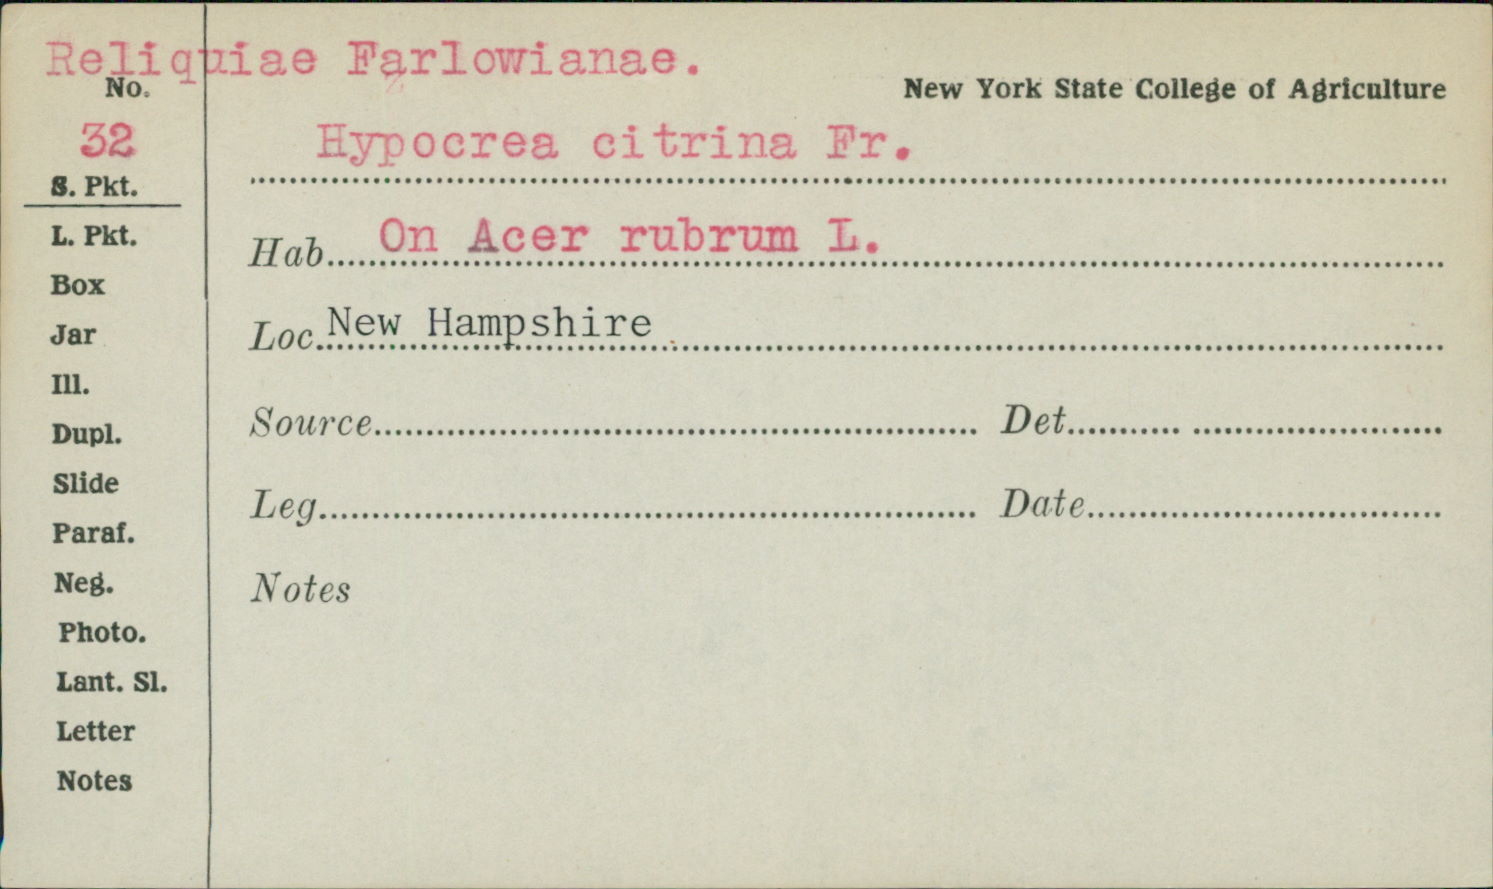 Reliquiae Farlowianae.
No.
New York State College of Agriculture
32
Hypocrea citrina Fr.
S. Pkt.
L. Pkt.
Hab. On Acer rubrum L.
Box
Loc. New Hampshire
Jar
Ill.
Source Det.
Dupl.
Slide
Leg. Date
Paraf.
Neg.
Notes
Photo.
Lant. Sl.
Letter
Notes